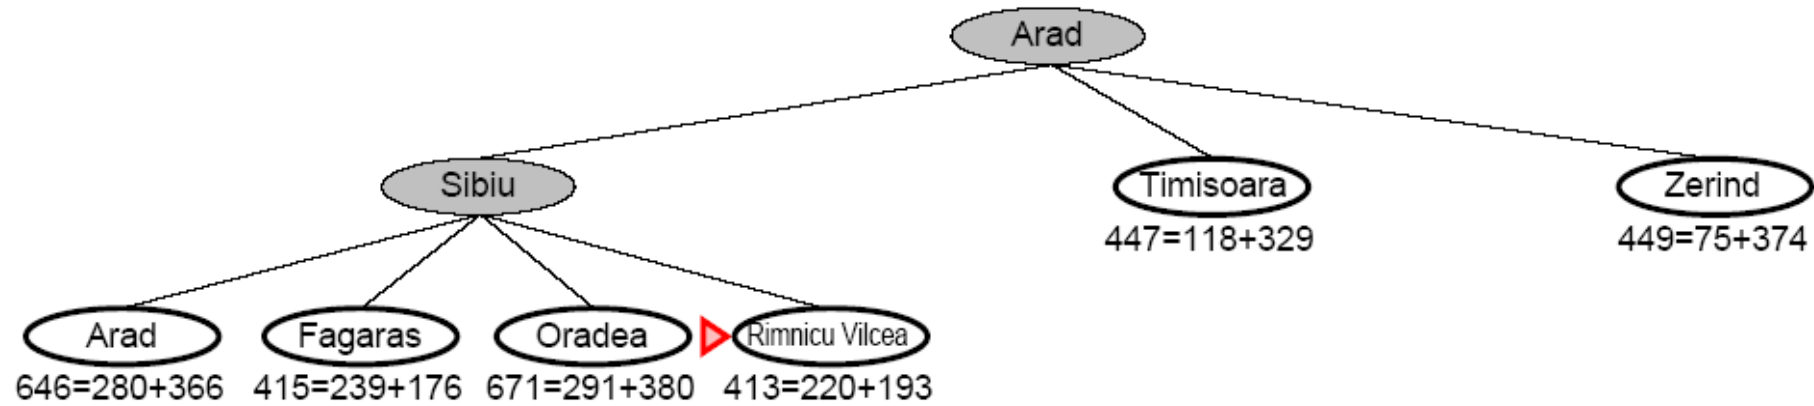 Arad
Sibiu
Timisoara
Zerind
447=118+329
449=75+374
Arad
Fagaras
Oradea
Rimnicu Vilcea
646=280+366
415=239+176
671=291+380
413=220+193